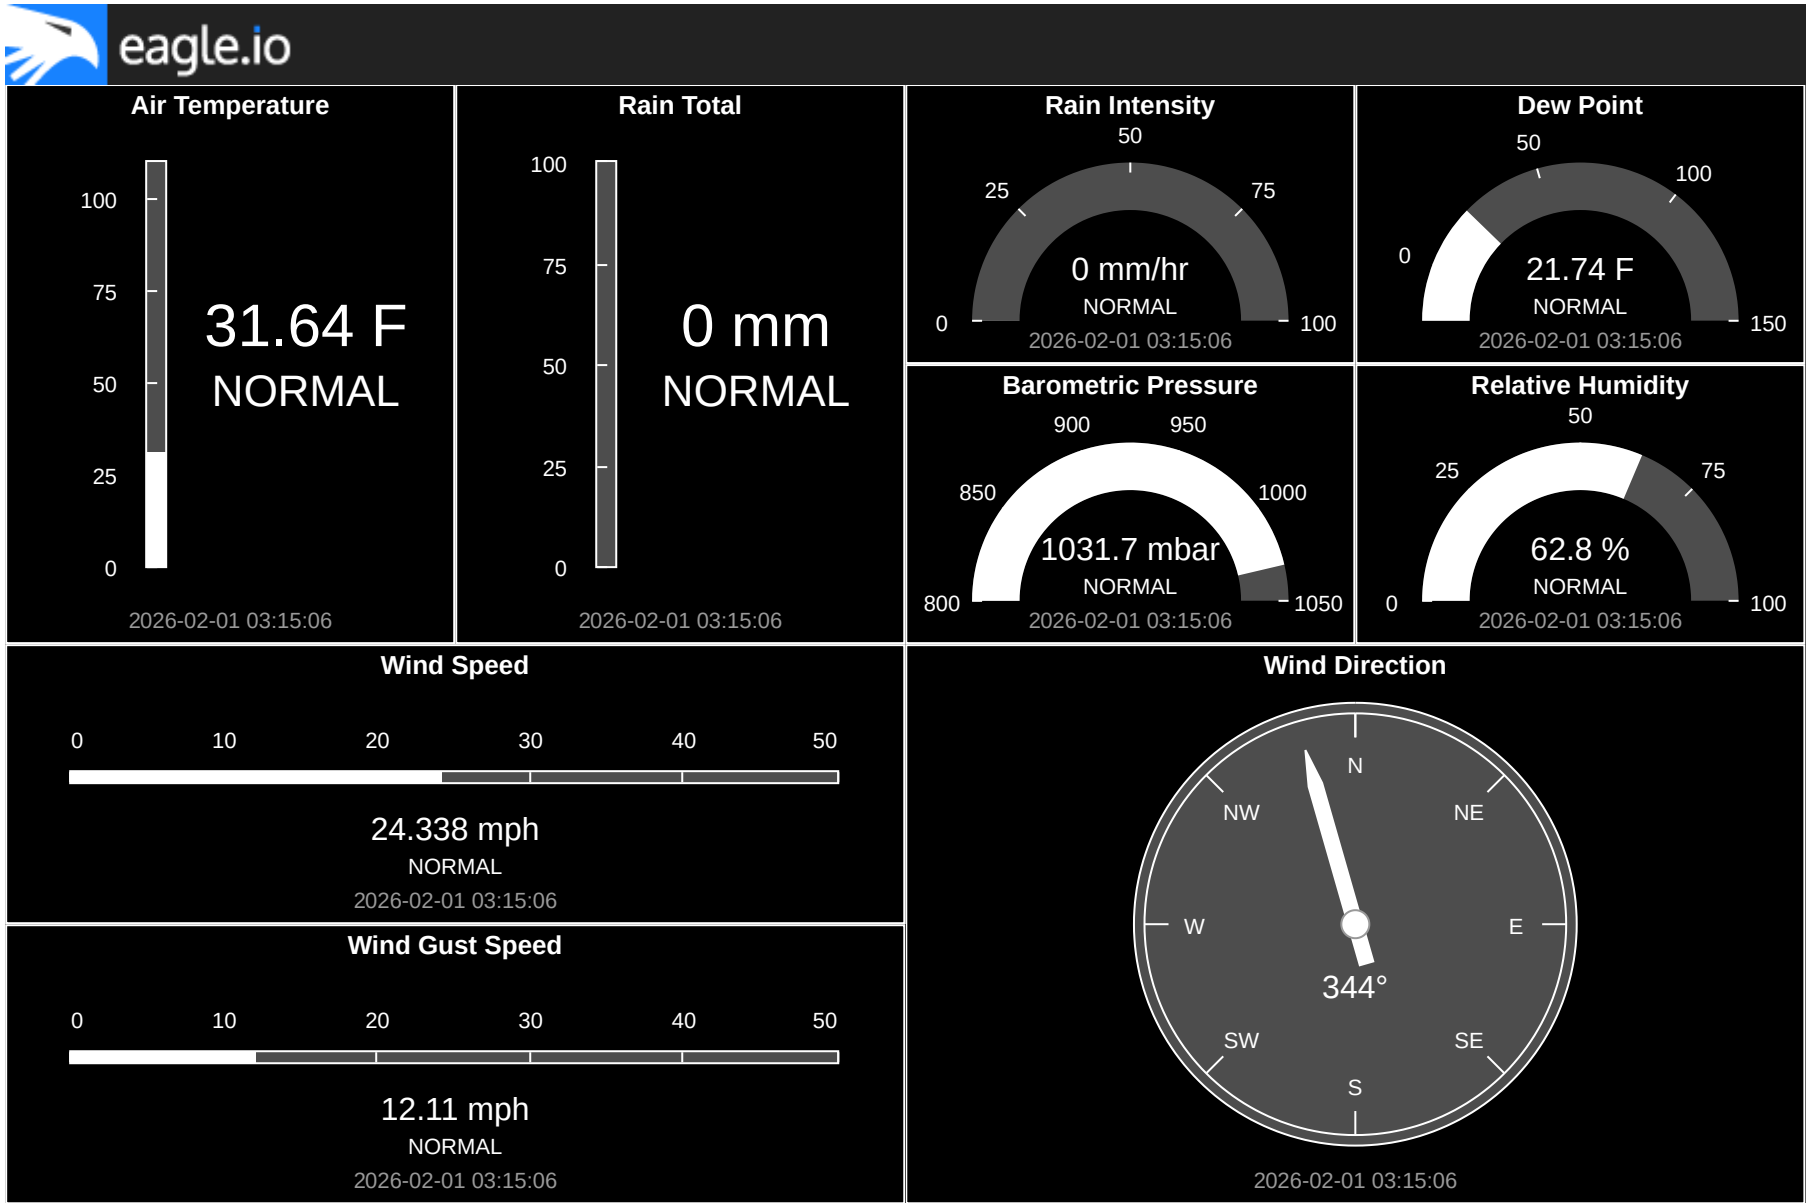 eagle.io
Air Temperature
100
75
50
25
0
31.64 F
NORMAL
2026-02-01 03:15:06
Rain Total
100
75
50
25
0
0 mm
NORMAL
2026-02-01 03:15:06
Rain Intensity
50
25
75
0
100
0 mm/hr
NORMAL
2026-02-01 03:15:06
Dew Point
50
100
0
150
21.74 F
NORMAL
2026-02-01 03:15:06
Barometric Pressure
900
950
850
1000
800
1050
1031.7 mbar
NORMAL
2026-02-01 03:15:06
Relative Humidity
50
25
75
0
100
62.8 %
NORMAL
2026-02-01 03:15:06
Wind Speed
0 10 20 30 40 50
24.338 mph
NORMAL
2026-02-01 03:15:06
Wind Gust Speed
0 10 20 30 40 50
12.11 mph
NORMAL
2026-02-01 03:15:06
Wind Direction
N
NW NE
W E
344°
SW SE
S
2026-02-01 03:15:06